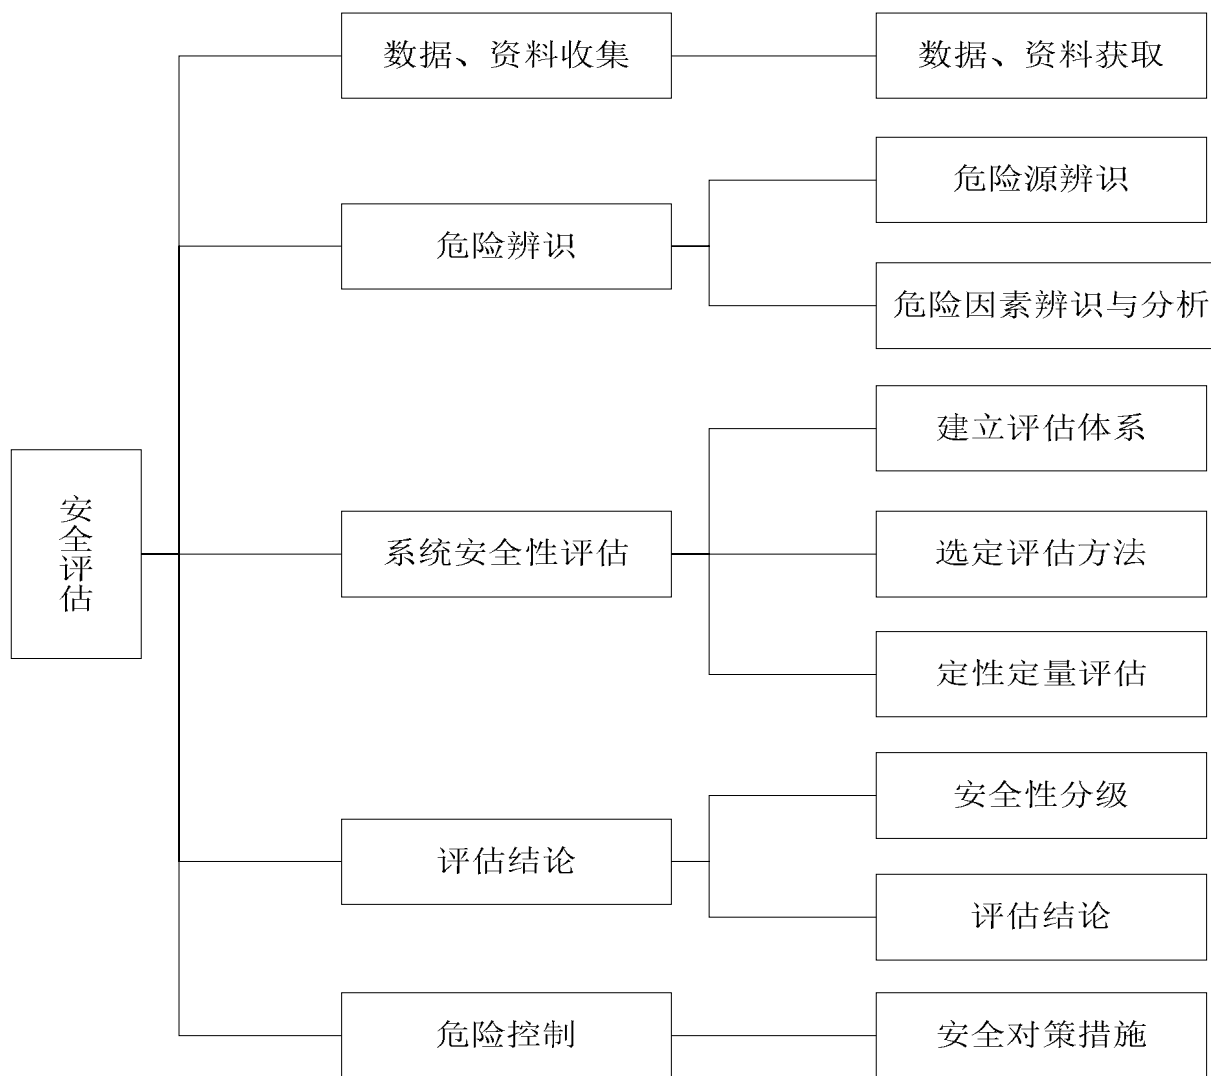 数据、资料收集
数据、资料获取
危险辨识
危险源辨识
危险因素辨识与分析
安全评估
系统安全性评估
建立评估体系
选定评估方法
定性定量评估
评估结论
安全性分级
评估结论
危险控制
安全对策措施